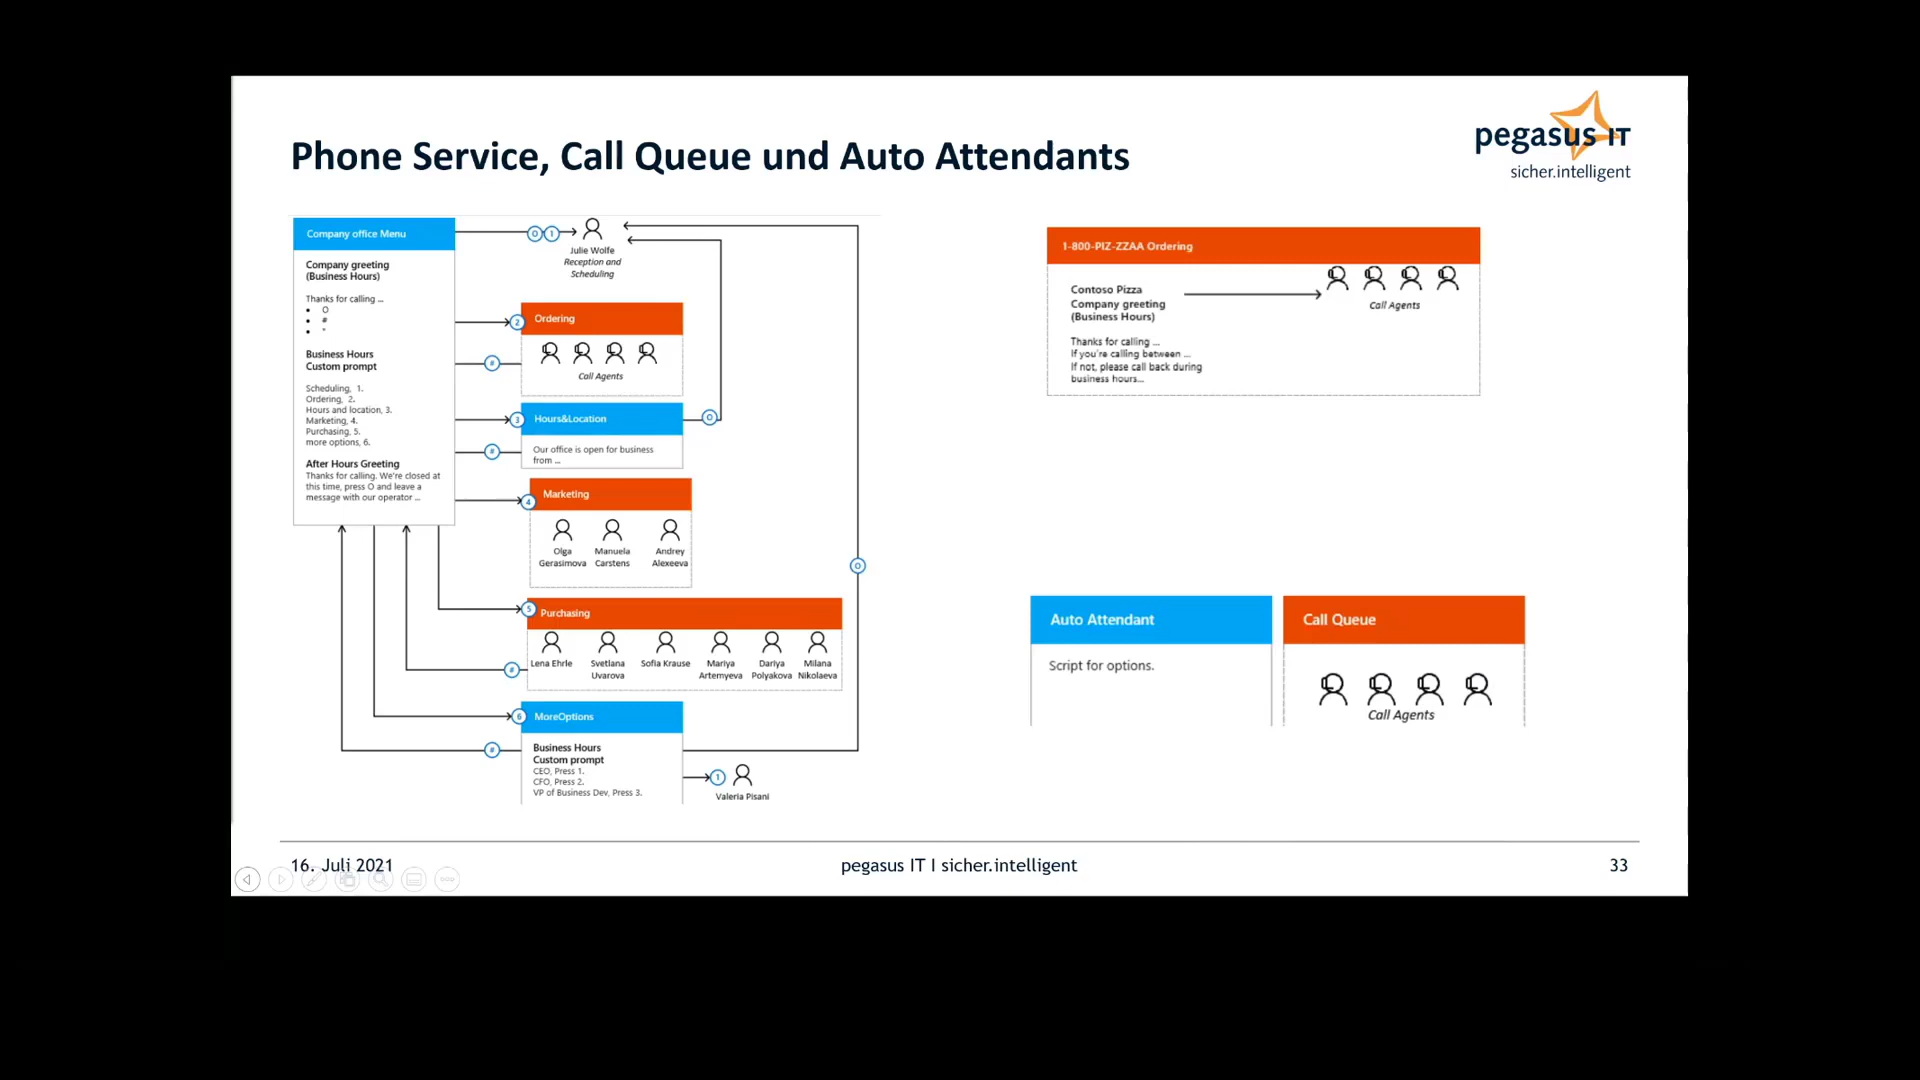 Phone Service, Call Queue und Auto Attendants
pegasus IT
sicher.intelligent
Company office Menu
Company greeting
(Business Hours)
Thanks for calling ...
• O
• #
• *
Business Hours
Custom prompt
Scheduling, 1.
Ordering, 2.
Hours and location, 3.
Marketing, 4.
Purchasing, 5.
more options, 6.
After Hours Greeting
Thanks for calling. We're closed at
this time, press O and leave a
message with our operator ...
O 1
Julie Wolfe
Reception and
Scheduling
2 Ordering
#
Call Agents
3 Hours&Location
O
#
Our office is open for business
from ...
4 Marketing
Olga
Gerasimova
Manuela
Carstens
Andrey
Alexeeva
O
5 Purchasing
Lena Ehrle
Svetlana
Uvarova
Sofia Krause
Mariya
Artemyeva
Dariya
Polyakova
Milana
Nikolaeva
#
6 MoreOptions
#
Business Hours
Custom prompt
CEO, Press 1.
CFO, Press 2.
VP of Business Dev, Press 3.
1
Valeria Pisani
1-800-PIZ-ZZAA Ordering
Contoso Pizza
Company greeting
(Business Hours)
Call Agents
Thanks for calling ...
If you're calling between ...
If not, please call back during
business hours...
Auto Attendant
Script for options.
Call Queue
Call Agents
16. Juli 2021
pegasus IT I sicher.intelligent
33